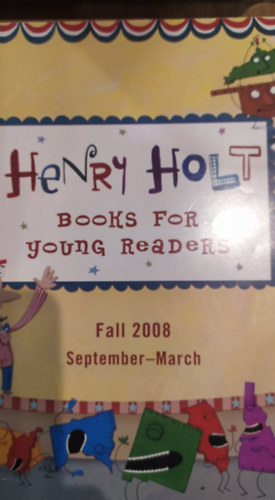 HENRY HOLT
BOOKS FOR
YOUNG READERS
Fall 2008
September–March